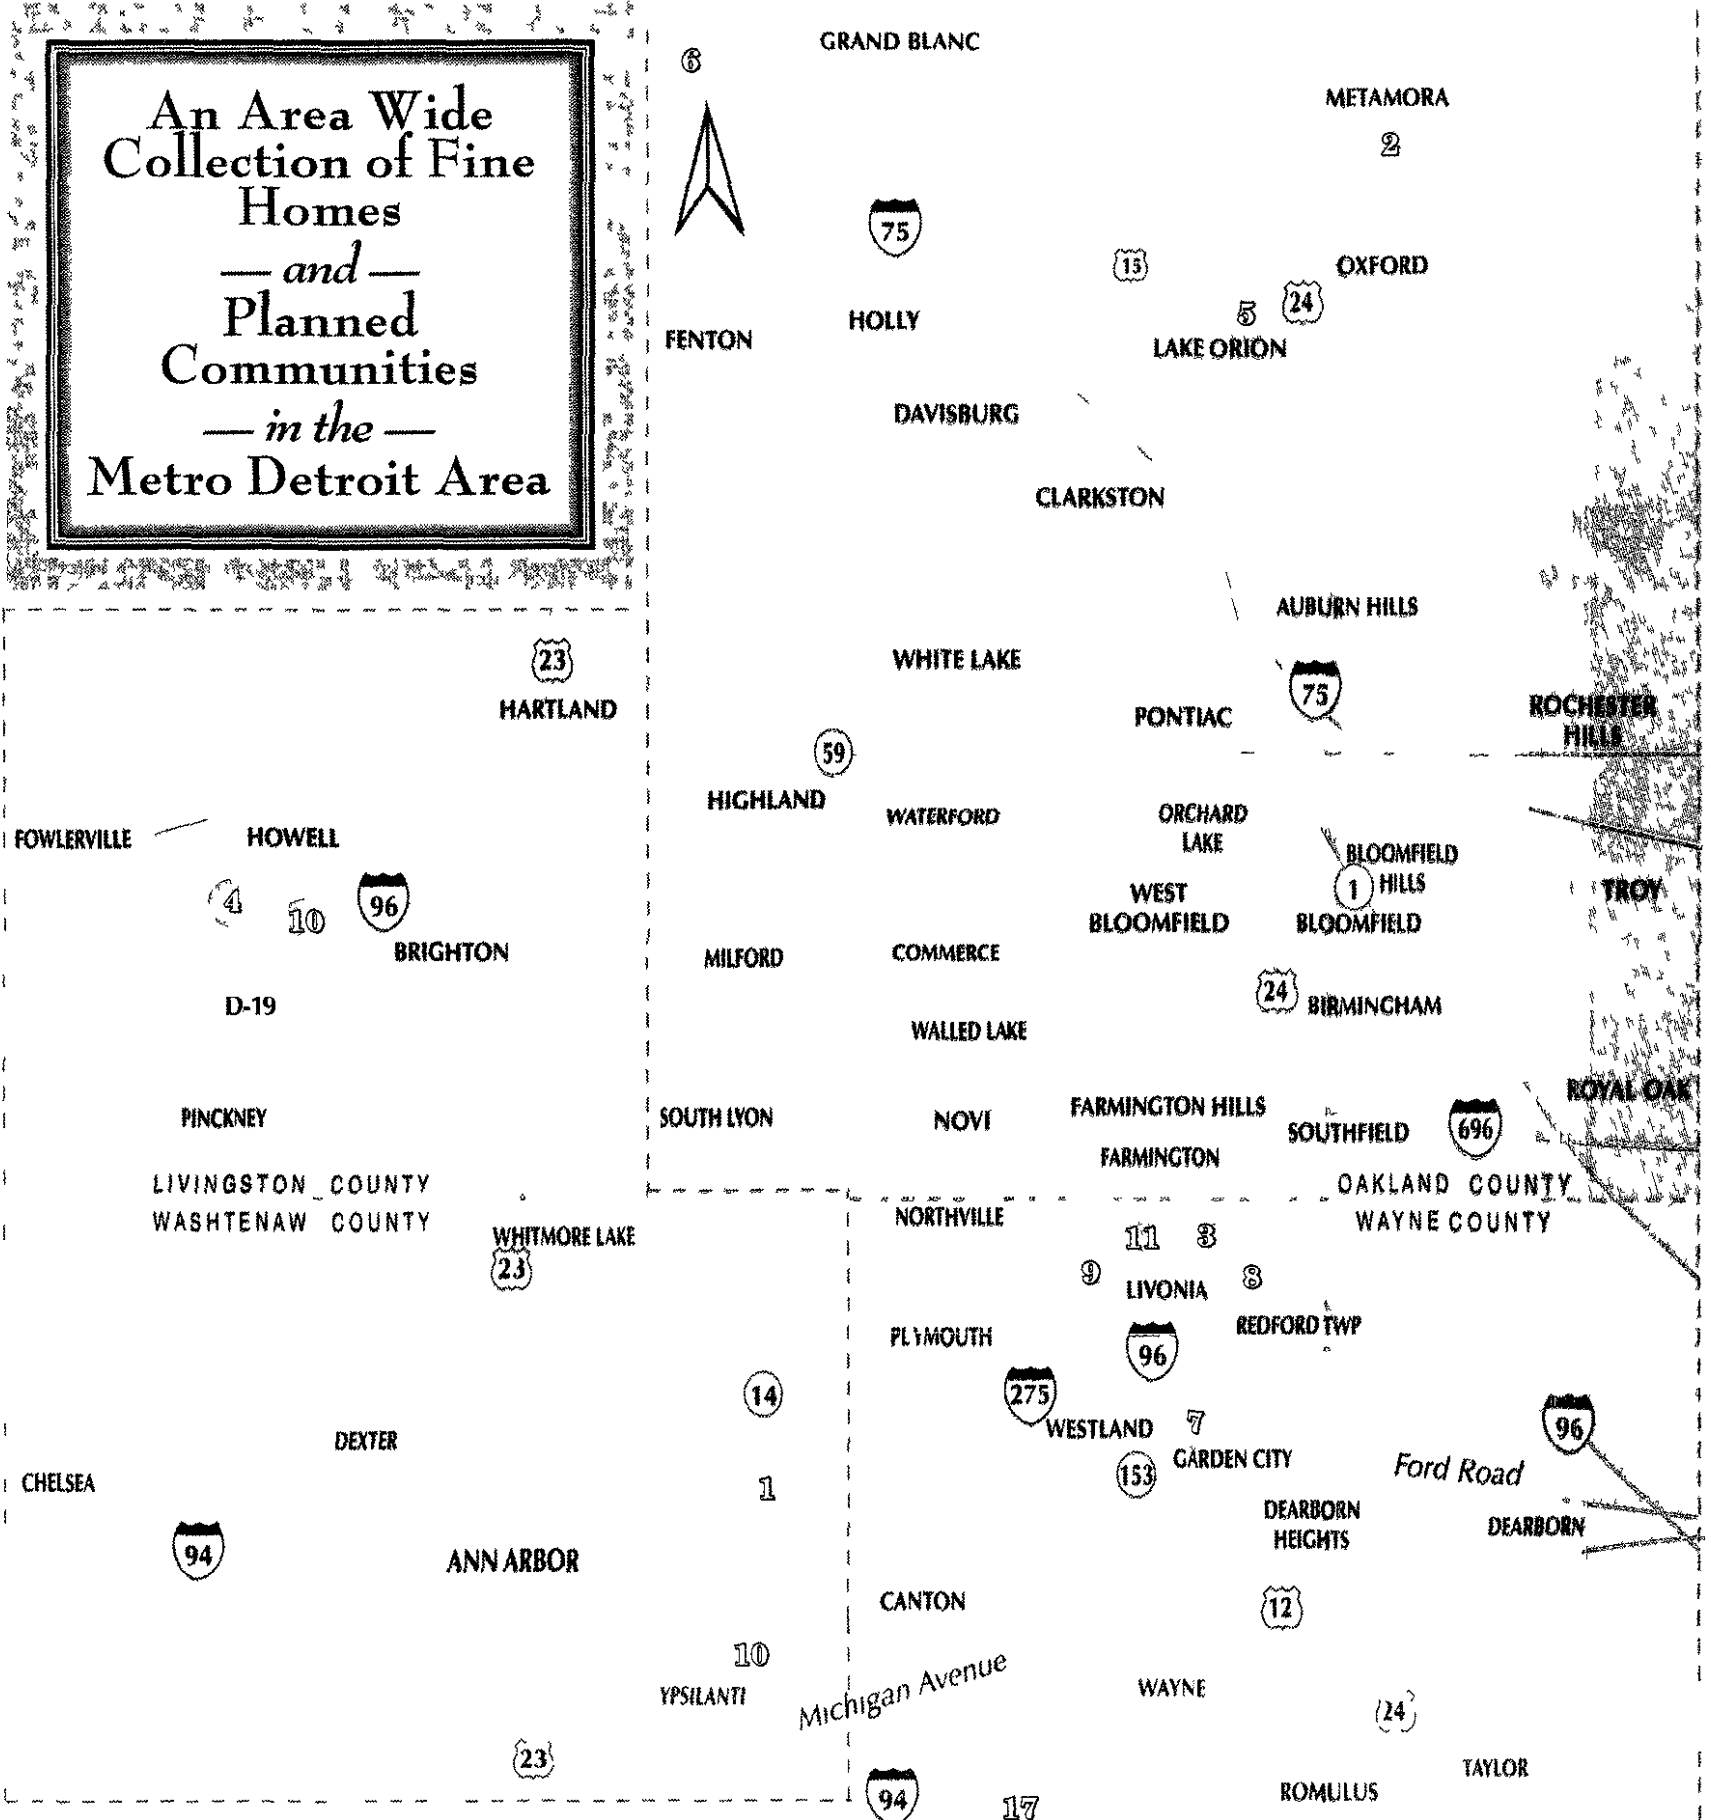 An Area Wide
Collection of Fine
Homes
— and —
Planned
Communities
— in the —
Metro Detroit Area
GRAND BLANC
6
METAMORA
2
75
15
OXFORD
24
5
HOLLY
FENTON
LAKE ORION
DAVISBURG
CLARKSTON
AUBURN HILLS
23
WHITE LAKE
75
HARTLAND
PONTIAC
ROCHESTER
HILLS
59
HIGHLAND
WATERFORD
ORCHARD
LAKE
FOWLERVILLE
HOWELL
BLOOMFIELD
HILLS
1
4
10
96
WEST
BLOOMFIELD
BLOOMFIELD
TROY
BRIGHTON
MILFORD
COMMERCE
24
BIRMINGHAM
D-19
WALLED LAKE
ROYAL OAK
PINCKNEY
SOUTH LYON
NOVI
FARMINGTON HILLS
SOUTHFIELD
696
FARMINGTON
LIVINGSTON COUNTY
OAKLAND COUNTY
WASHTENAW COUNTY
WAYNE COUNTY
WHITMORE LAKE
23
NORTHVILLE
11
3
9
8
LIVONIA
REDFORD TWP
PLYMOUTH
96
14
275
WESTLAND
7
96
DEXTER
GARDEN CITY
Ford Road
CHELSEA
153
1
DEARBORN
HEIGHTS
DEARBORN
94
ANN ARBOR
CANTON
12
10
YPSILANTI
Michigan Avenue
WAYNE
24
23
TAYLOR
94
17
ROMULUS